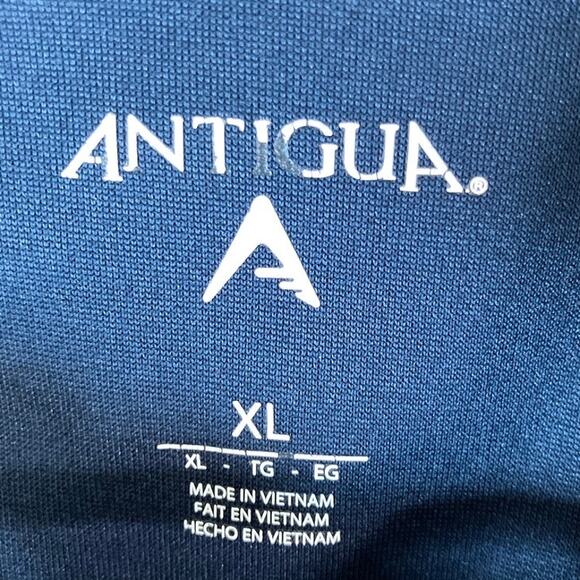 ANTIGUA®
XL
XL - TG - EG
MADE IN VIETNAM
FAIT EN VIETNAM
HECHO EN VIETNAM